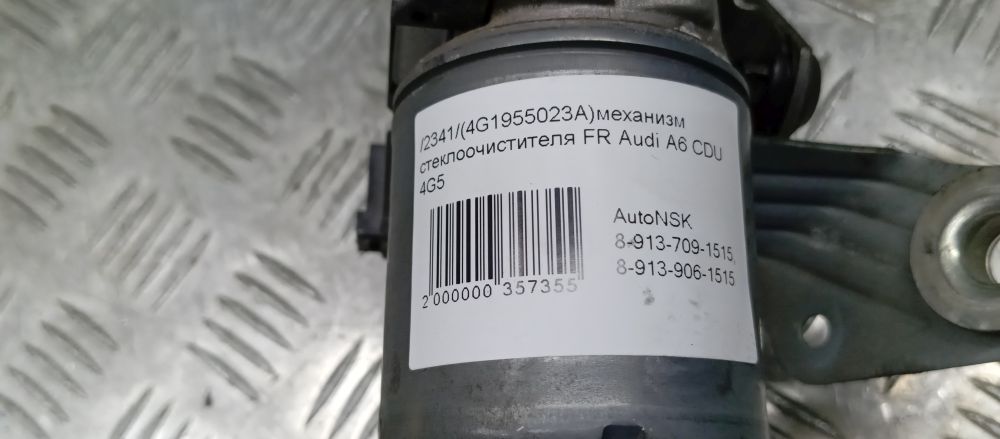 /2341/(4G1955023A)механизм
стеклоочистителя FR Audi A6 CDU
4G5
AutoNSK
8-913-709-1515,
8-913-906-1515
2 000000 357355